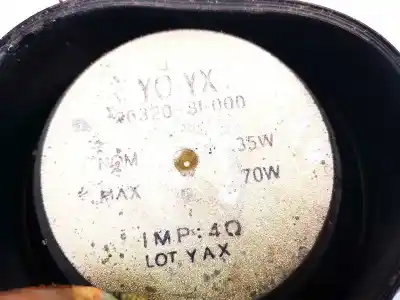 YO YX
96320-3J000
NOM 35W
MAX 70W
IMP:4Ω
LOT YAX